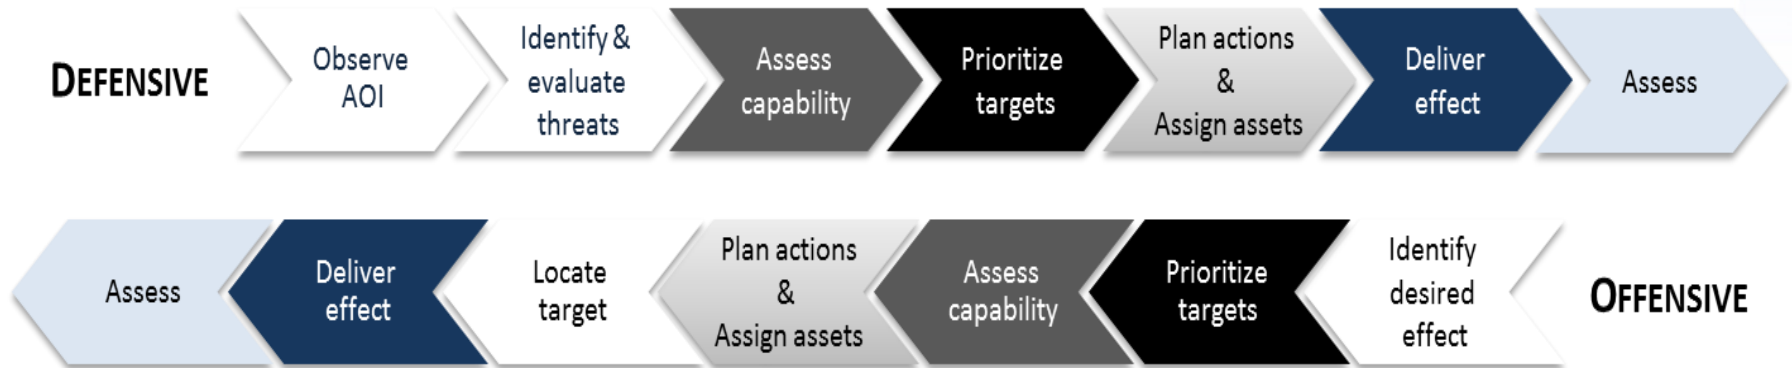 DEFENSIVE
Observe
AOI
Identify &
evaluate
threats
Assess
capability
Prioritize
targets
Plan actions
&
Assign assets
Deliver
effect
Assess
Assess
Deliver
effect
Locate
target
Plan actions
&
Assign assets
Assess
capability
Prioritize
targets
Identify
desired
effect
OFFENSIVE